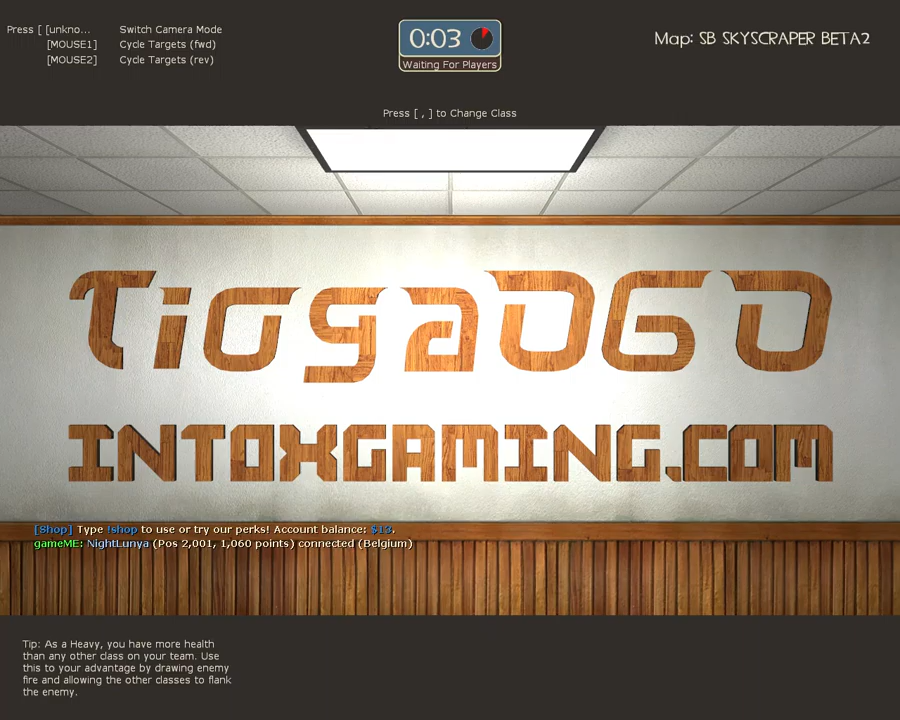 Press [ [unkno... Switch Camera Mode
[MOUSE1] Cycle Targets (fwd)
[MOUSE2] Cycle Targets (rev)
0:03
Waiting For Players
Map: SB SKYSCRAPER BETA2
Press [ , ] to Change Class
Tioga060
INTOXGAMING.COM
[Shop] Type !shop to use or try our perks! Account balance: $13.
gameME: NightLunya (Pos 2,001, 1,060 points) connected (Belgium)
Tip: As a Heavy, you have more health
than any other class on your team. Use
this to your advantage by drawing enemy
fire and allowing the other classes to flank
the enemy.